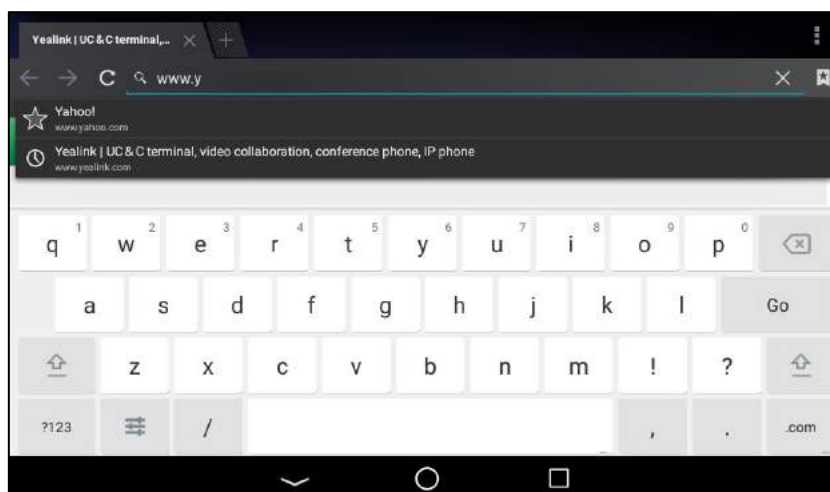 Yealink | UC & C terminal,...
www.y
Yahoo!
www.yahoo.com
Yealink | UC & C terminal, video collaboration, conference phone, IP phone
www.yealink.com
q 1 w 2 e 3 r 4 t 5 y 6 u 7 i 8 o 9 p 0
a s d f g h j k l Go
z x c v b n m ! ?
?123 / , . .com